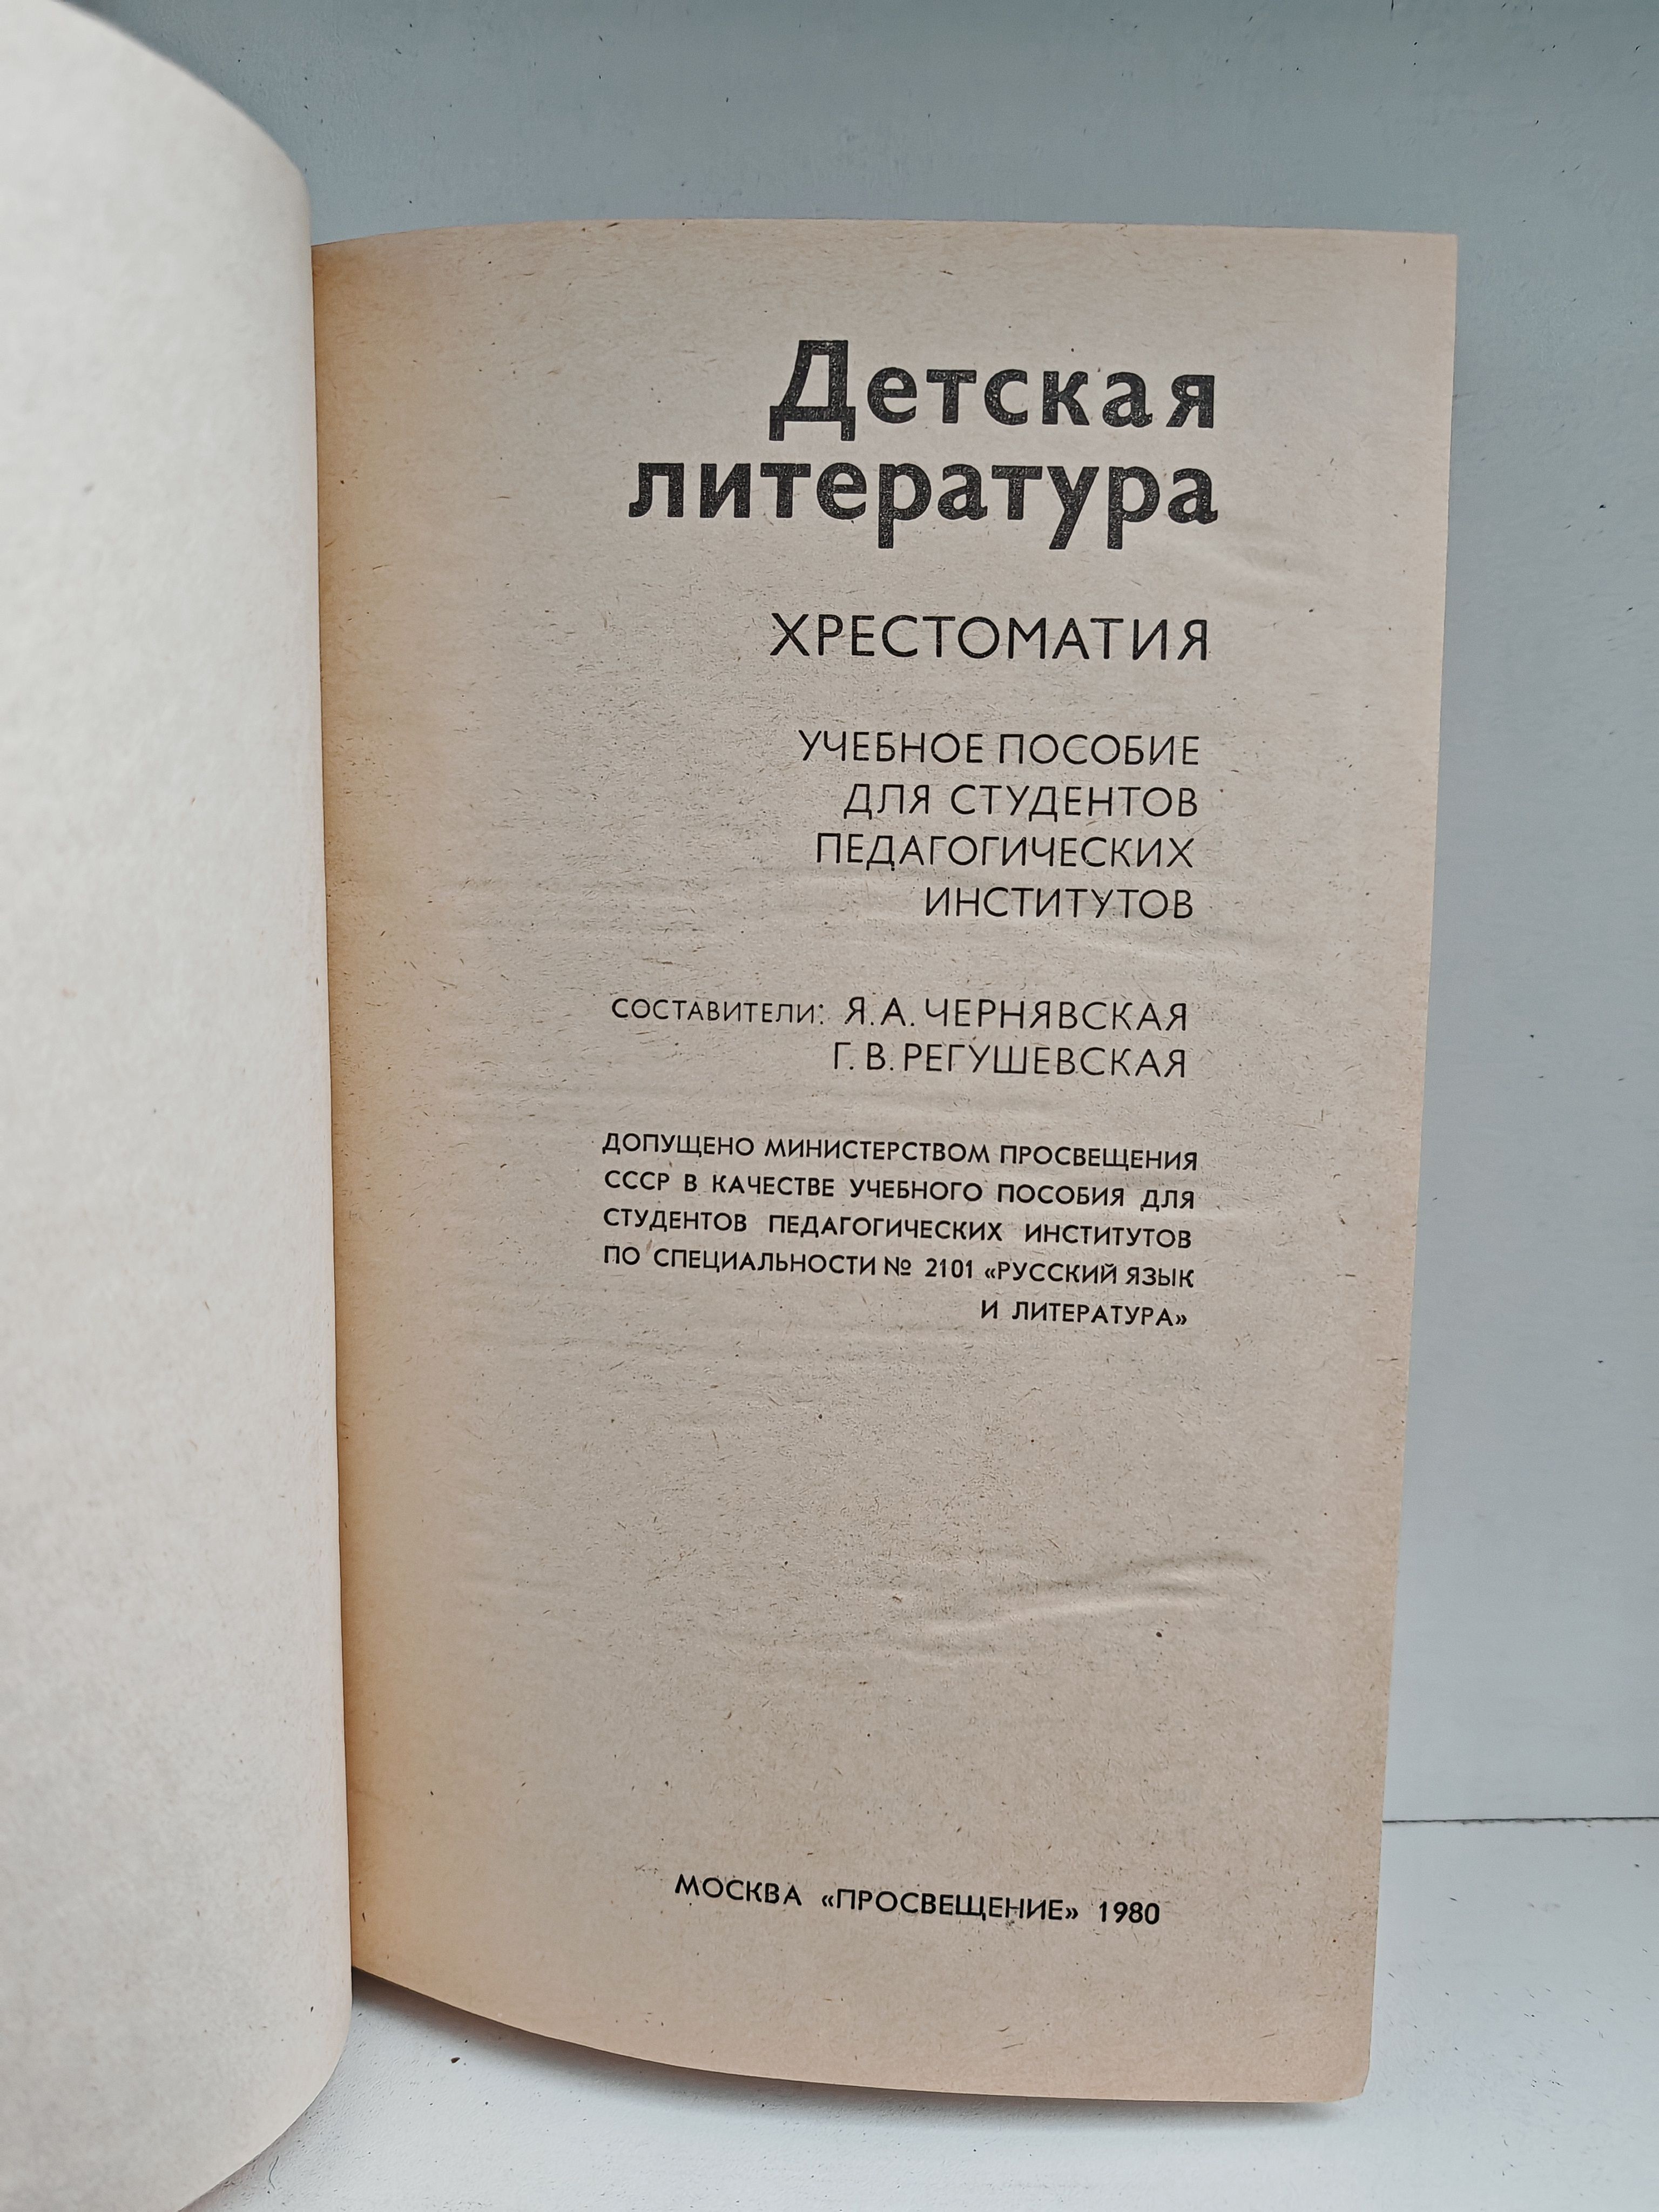 Детская
литература
ХРЕСТОМАТИЯ
УЧЕБНОЕ ПОСОБИЕ
ДЛЯ СТУДЕНТОВ
ПЕДАГОГИЧЕСКИХ
ИНСТИТУТОВ
СОСТАВИТЕЛИ: Я. А. ЧЕРНЯВСКАЯ
Г. В. РЕГУШЕВСКАЯ
ДОПУЩЕНО МИНИСТЕРСТВОМ ПРОСВЕЩЕНИЯ
СССР В КАЧЕСТВЕ УЧЕБНОГО ПОСОБИЯ ДЛЯ
СТУДЕНТОВ ПЕДАГОГИЧЕСКИХ ИНСТИТУТОВ
ПО СПЕЦИАЛЬНОСТИ № 2101 «РУССКИЙ ЯЗЫК
И ЛИТЕРАТУРА»
МОСКВА «ПРОСВЕЩЕНИЕ» 1980